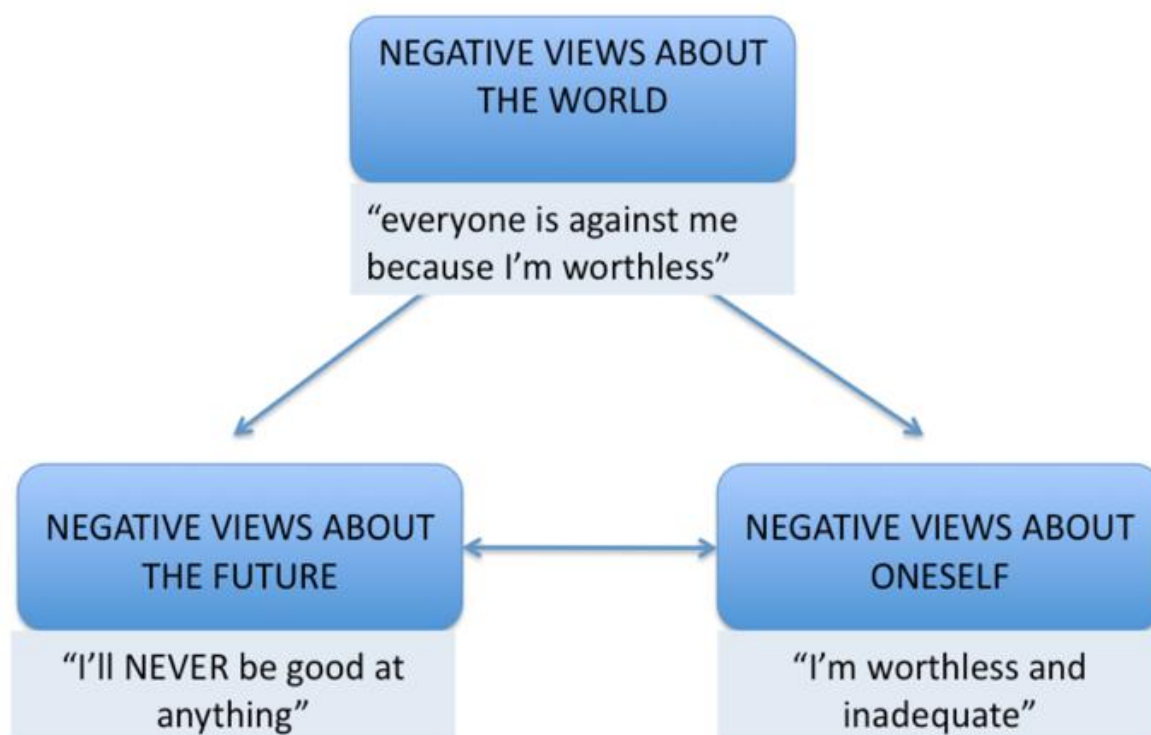 NEGATIVE VIEWS ABOUT
THE WORLD
“everyone is against me
because I’m worthless”
NEGATIVE VIEWS ABOUT
THE FUTURE
“I’ll NEVER be good at
anything”
NEGATIVE VIEWS ABOUT
ONESELF
“I’m worthless and
inadequate”